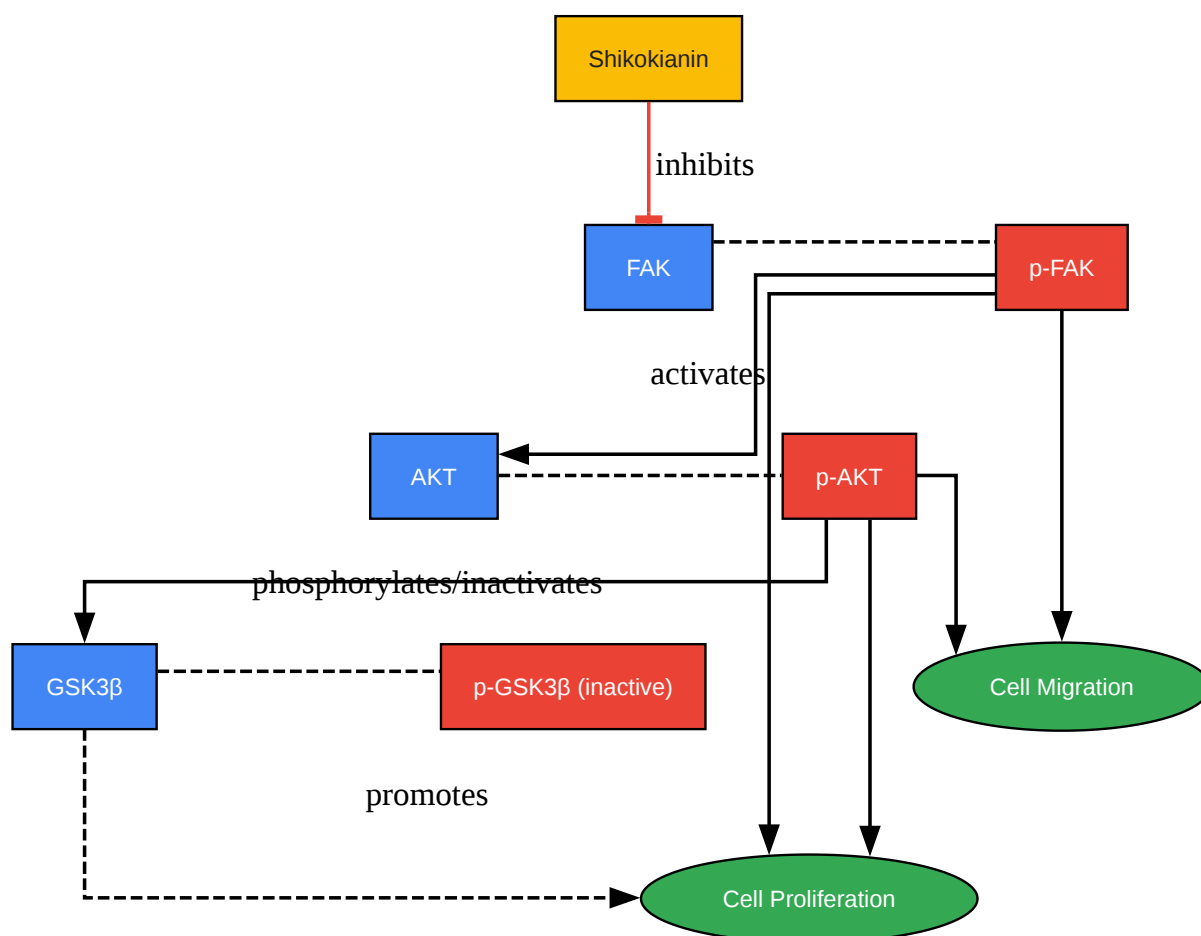 Shikokianin
inhibits
FAK
p-FAK
activates
AKT
p-AKT
phosphorylates/inactivates
GSK3β
p-GSK3β (inactive)
Cell Migration
promotes
Cell Proliferation